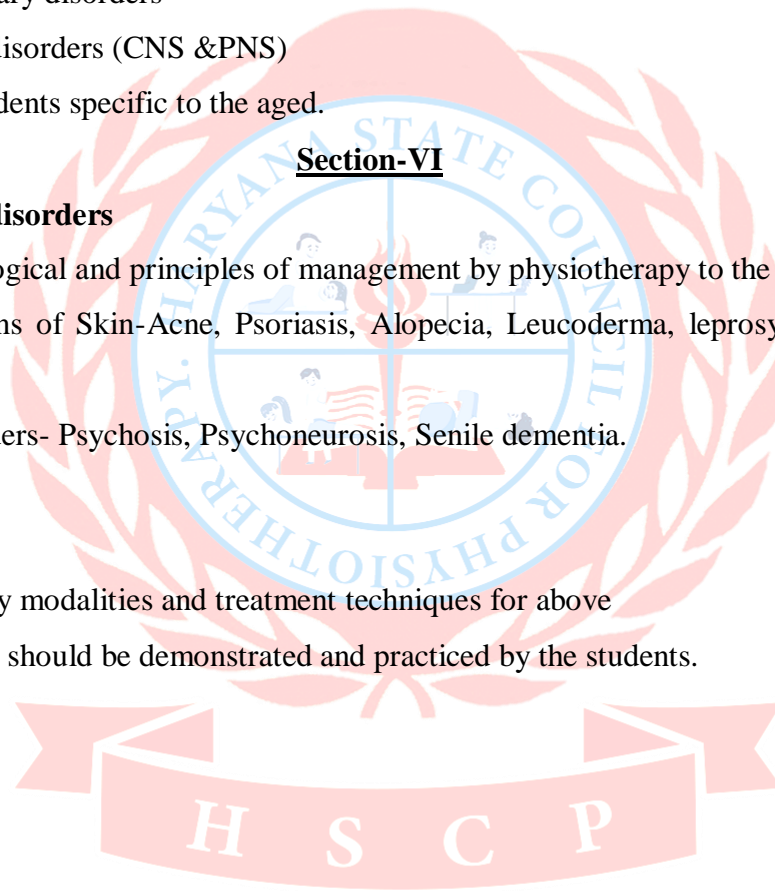 ary disorders
disorders (CNS &PNS)
dents specific to the aged.
Section-VI
disorders
ogical and principles of management by physiotherapy to the
ns of Skin-Acne, Psoriasis, Alopecia, Leucoderma, leprosy,
ers- Psychosis, Psychoneurosis, Senile dementia.
y modalities and treatment techniques for above
should be demonstrated and practiced by the students.
HARYANA STATE COUNCIL FOR PHYSIOTHERAPY.
H S C P